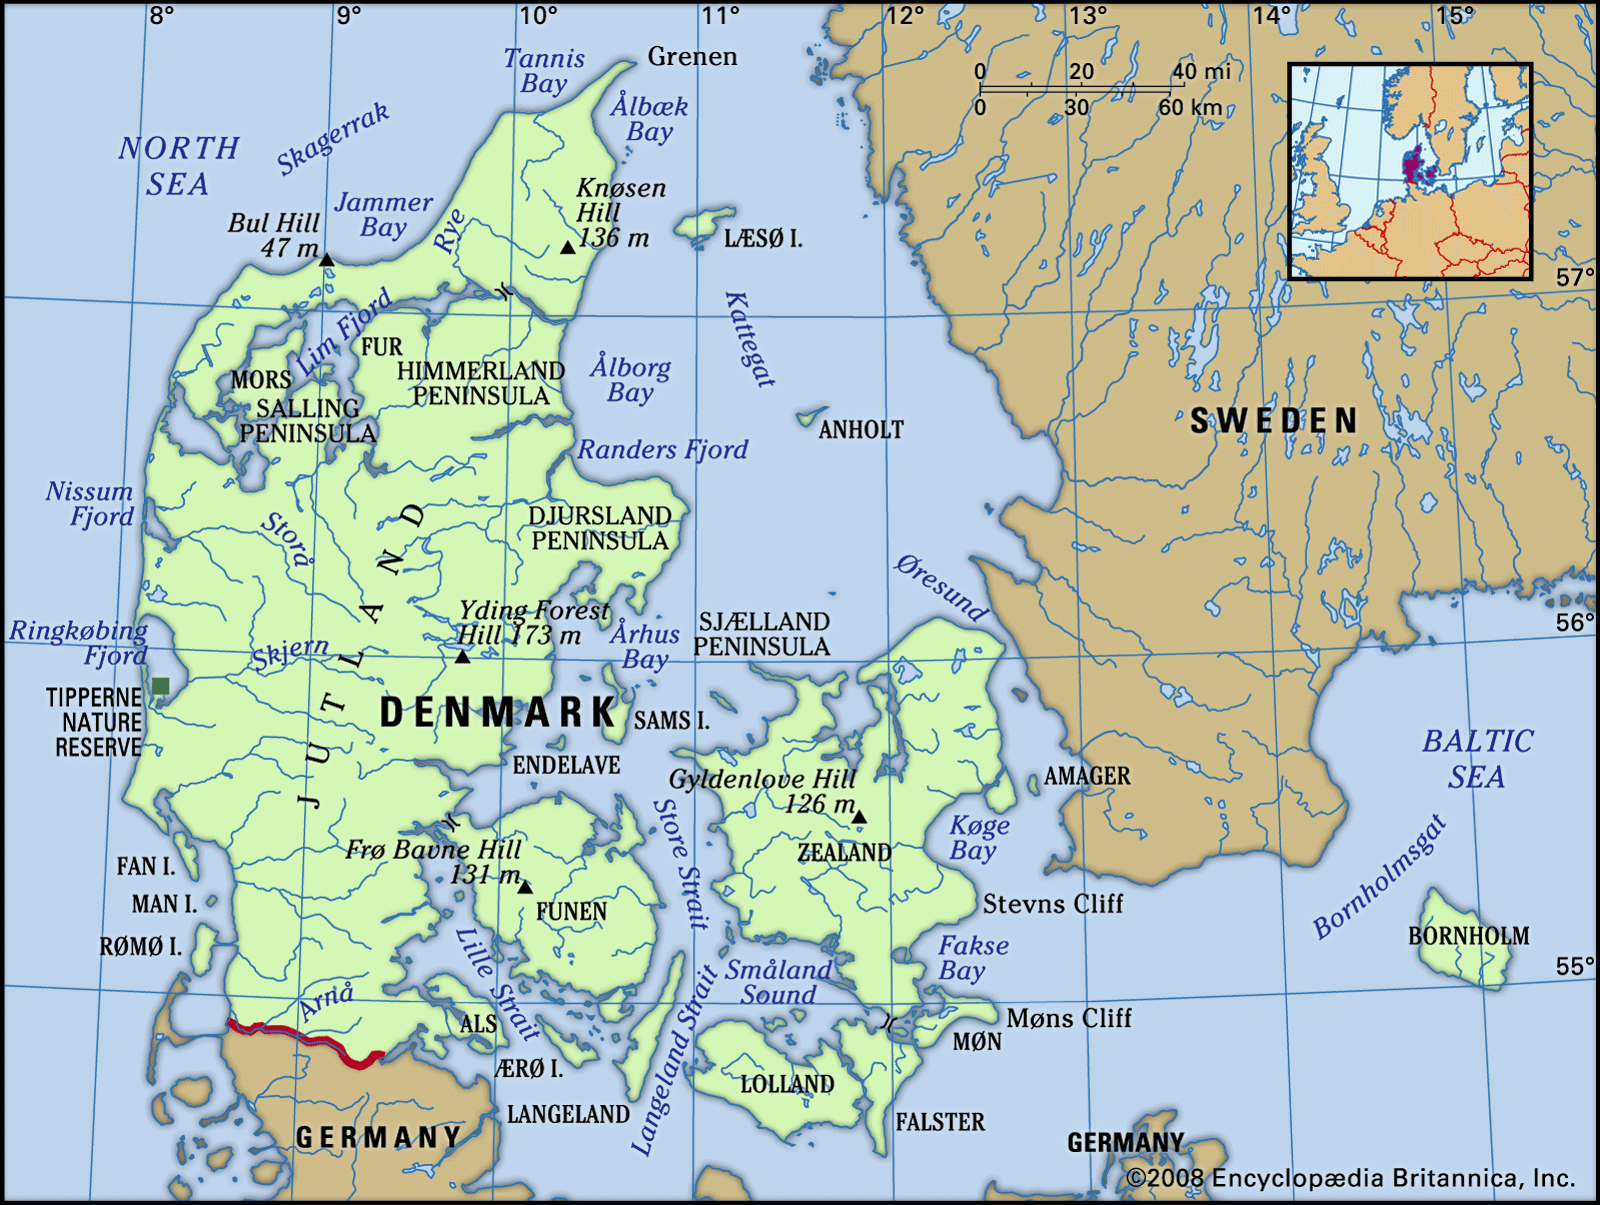 8°
9°
10°
11°
12°
13°
14°
15°
Grenen
Tannis
Bay
0 20 40 mi
0 30 60 km
Ålbæk
Bay
Skagerrak
NORTH
SEA
Knøsen
Hill
136 m
Jammer
Bay
Bul Hill
47 m
Rye
LÆSØ I.
57°
Kattegat
Lim Fjord
FUR
MORS
HIMMERLAND
PENINSULA
Ålborg
Bay
SALLING
PENINSULA
ANHOLT
SWEDEN
Randers Fjord
Nissum
Fjord
Storå
DJURSLAND
PENINSULA
JUTLAND
Øresund
Yding Forest
Hill 173 m
Århus
Bay
SJÆLLAND
PENINSULA
56°
Ringkøbing
Fjord
Skjern
TIPPERNE
NATURE
RESERVE
DENMARK
SAMS I.
BALTIC
SEA
ENDELAVE
Gyldenløve Hill
126 m
AMAGER
Store Strait
Køge
Bay
Frø Bavne Hill
131 m
ZEALAND
FAN I.
MAN I.
FUNEN
Stevns Cliff
Bornholmsgat
RØMØ I.
Lille Strait
Fakse
Bay
BORNHOLM
Småland
Sound
55°
Arnå
ALS
Langeland Strait
Møns Cliff
MØN
ÆRØ I.
LOLLAND
LANGELAND
FALSTER
GERMANY
GERMANY
©2008 Encyclopædia Britannica, Inc.